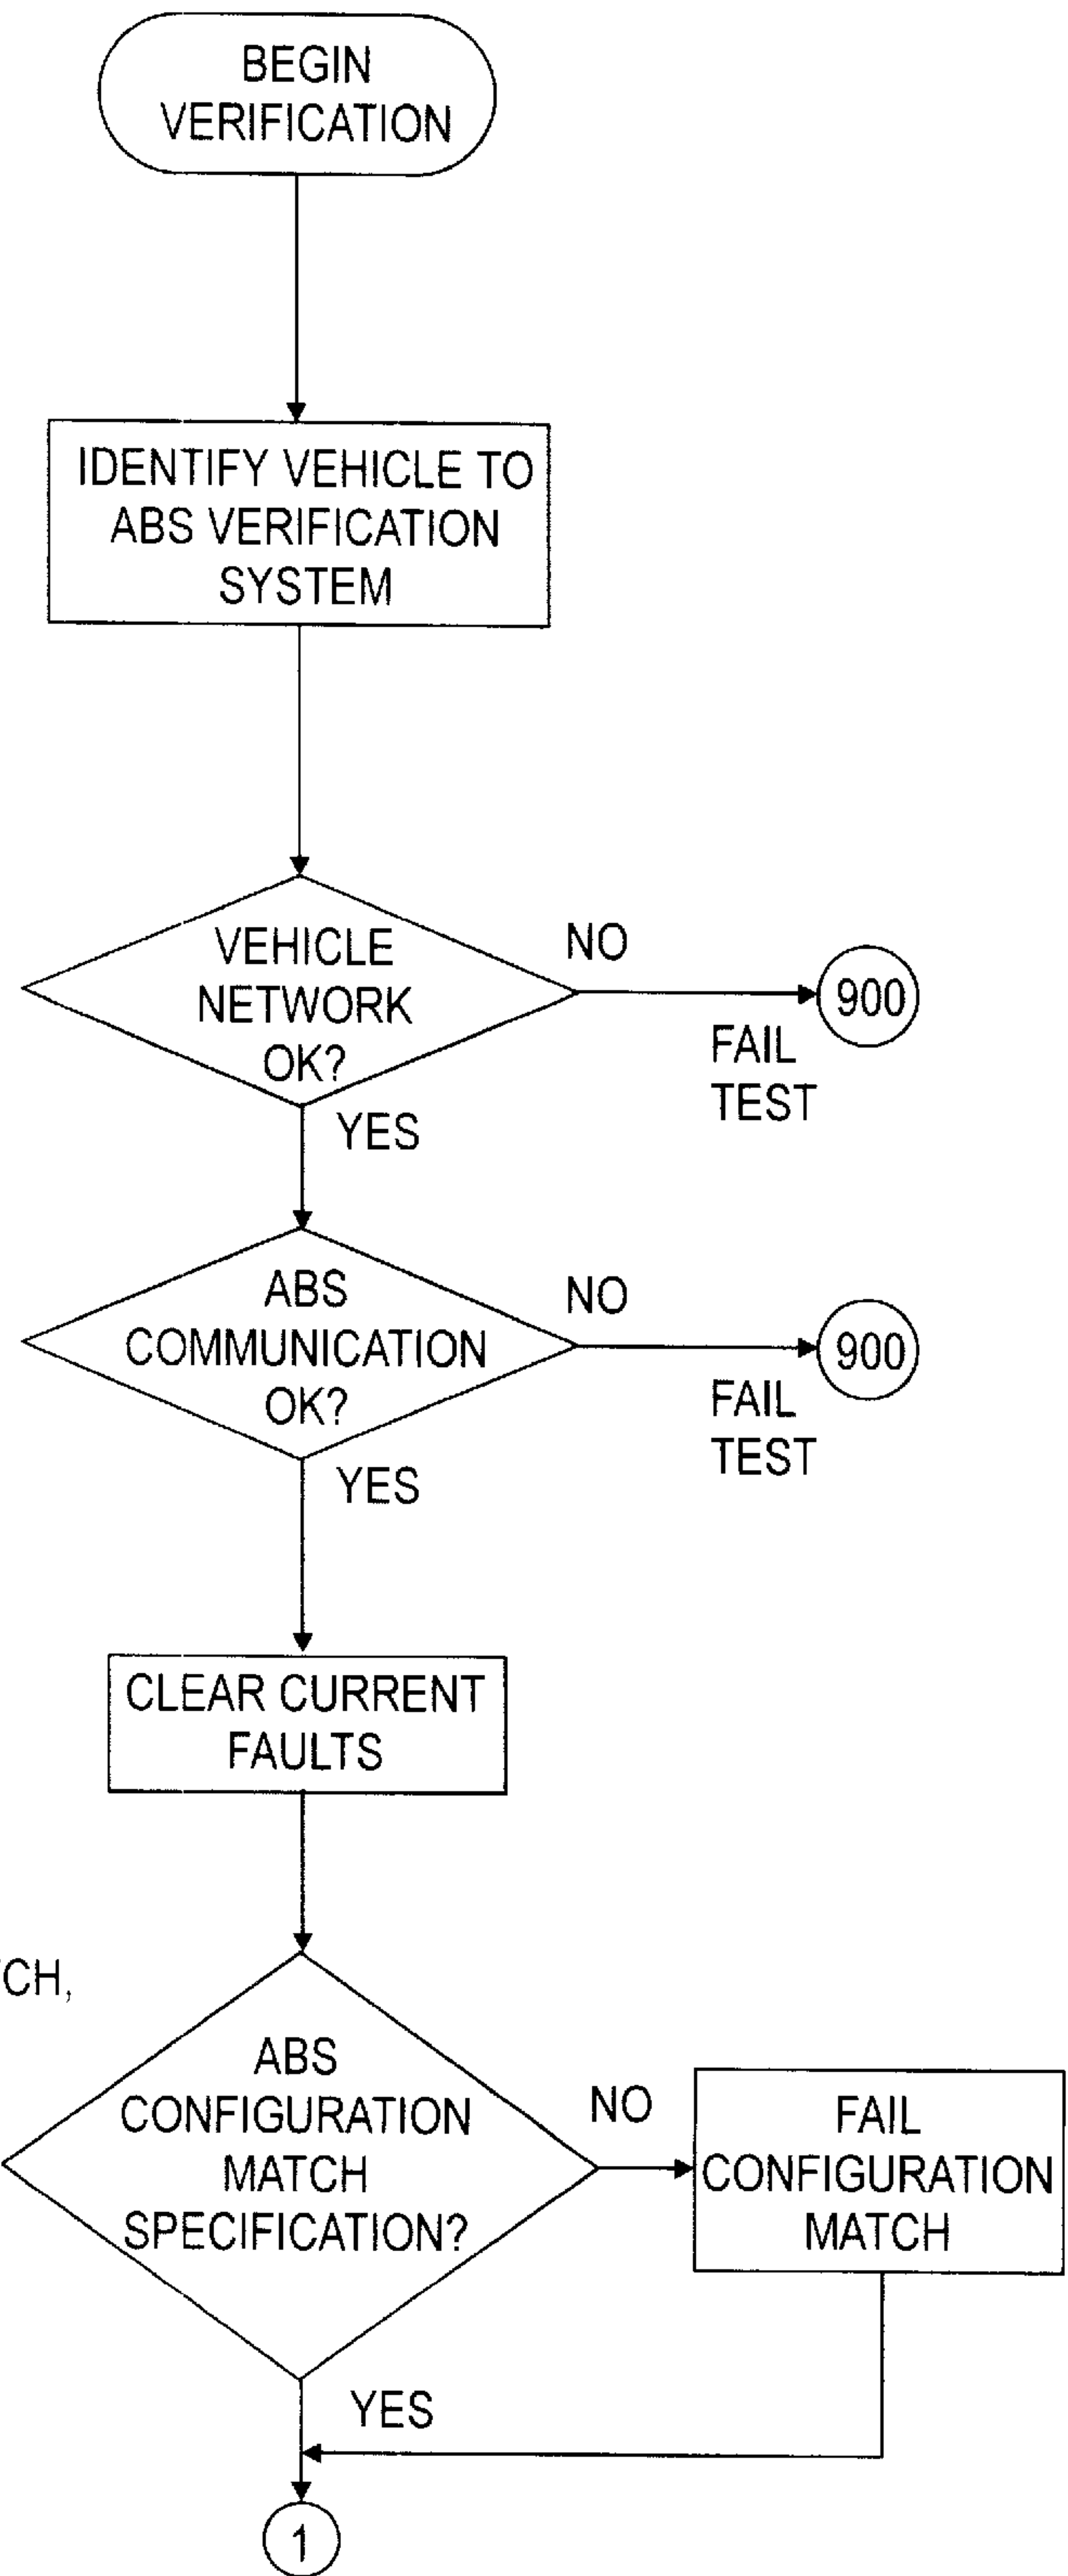 BEGIN
VERIFICATION
IDENTIFY VEHICLE TO
ABS VERIFICATION
SYSTEM
VEHICLE
NETWORK
OK?
NO
900
FAIL
TEST
YES
ABS
COMMUNICATION
OK?
NO
900
FAIL
TEST
YES
CLEAR CURRENT
FAULTS
ABS
CONFIGURATION
MATCH
SPECIFICATION?
NO
FAIL
CONFIGURATION
MATCH
YES
1